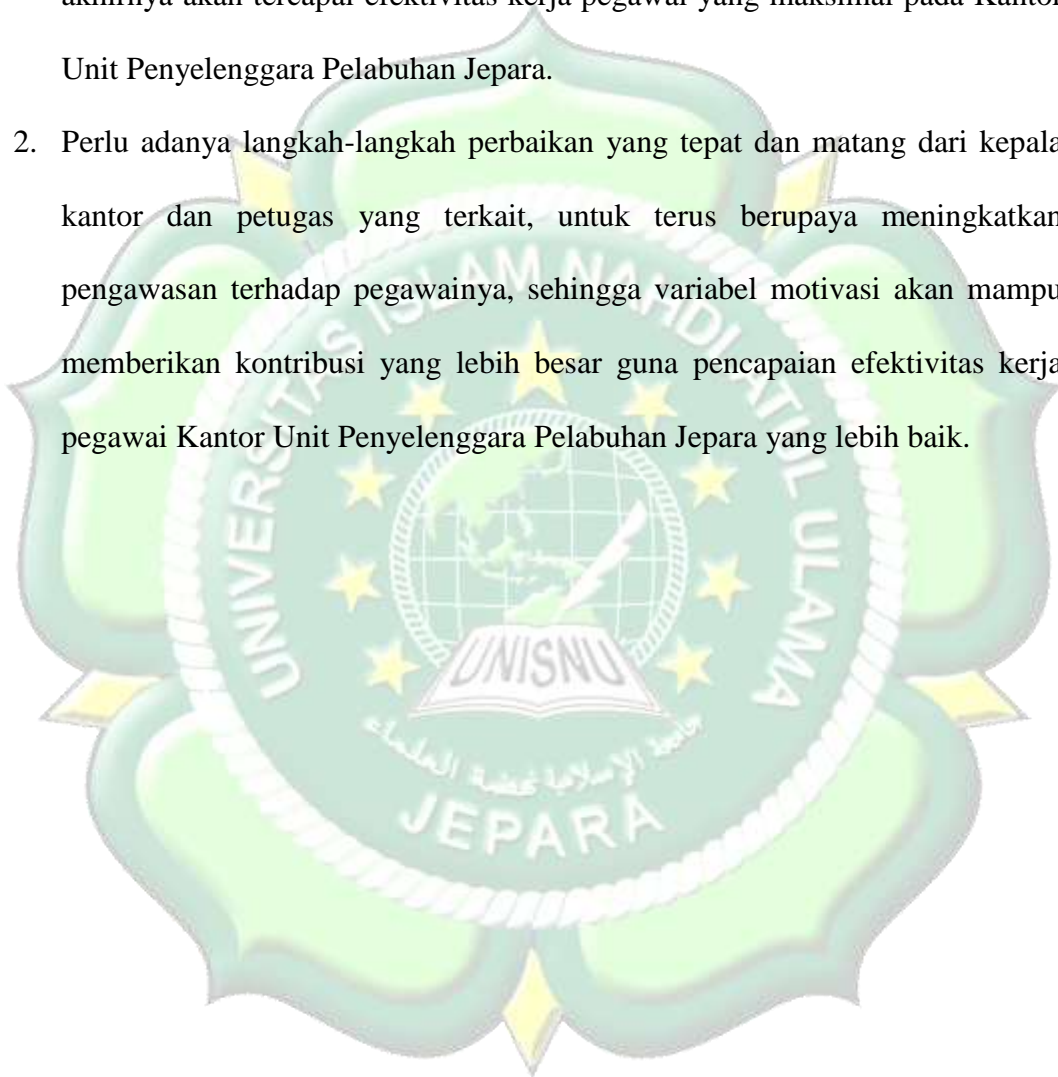 akhirnya akan tercapai efektivitas kerja pegawai yang maksimal pada Kantor
Unit Penyelenggara Pelabuhan Jepara.
2. Perlu adanya langkah-langkah perbaikan yang tepat dan matang dari kepala
kantor dan petugas yang terkait, untuk terus berupaya meningkatkan
pengawasan terhadap pegawainya, sehingga variabel motivasi akan mampu
memberikan kontribusi yang lebih besar guna pencapaian efektivitas kerja
pegawai Kantor Unit Penyelenggara Pelabuhan Jepara yang lebih baik.
UNIVERSITAS ISLAM NAHDLATUL ULAMA
UNISNU
JEPARA